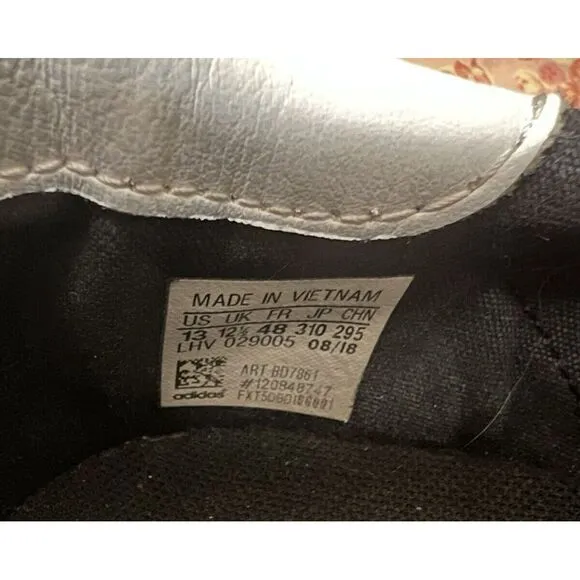 MADE IN VIETNAM
US UK FR JP CHN
13 12½ 48 310 295
LHV 029005 08/18
ART BD7861
#120848747
adidas